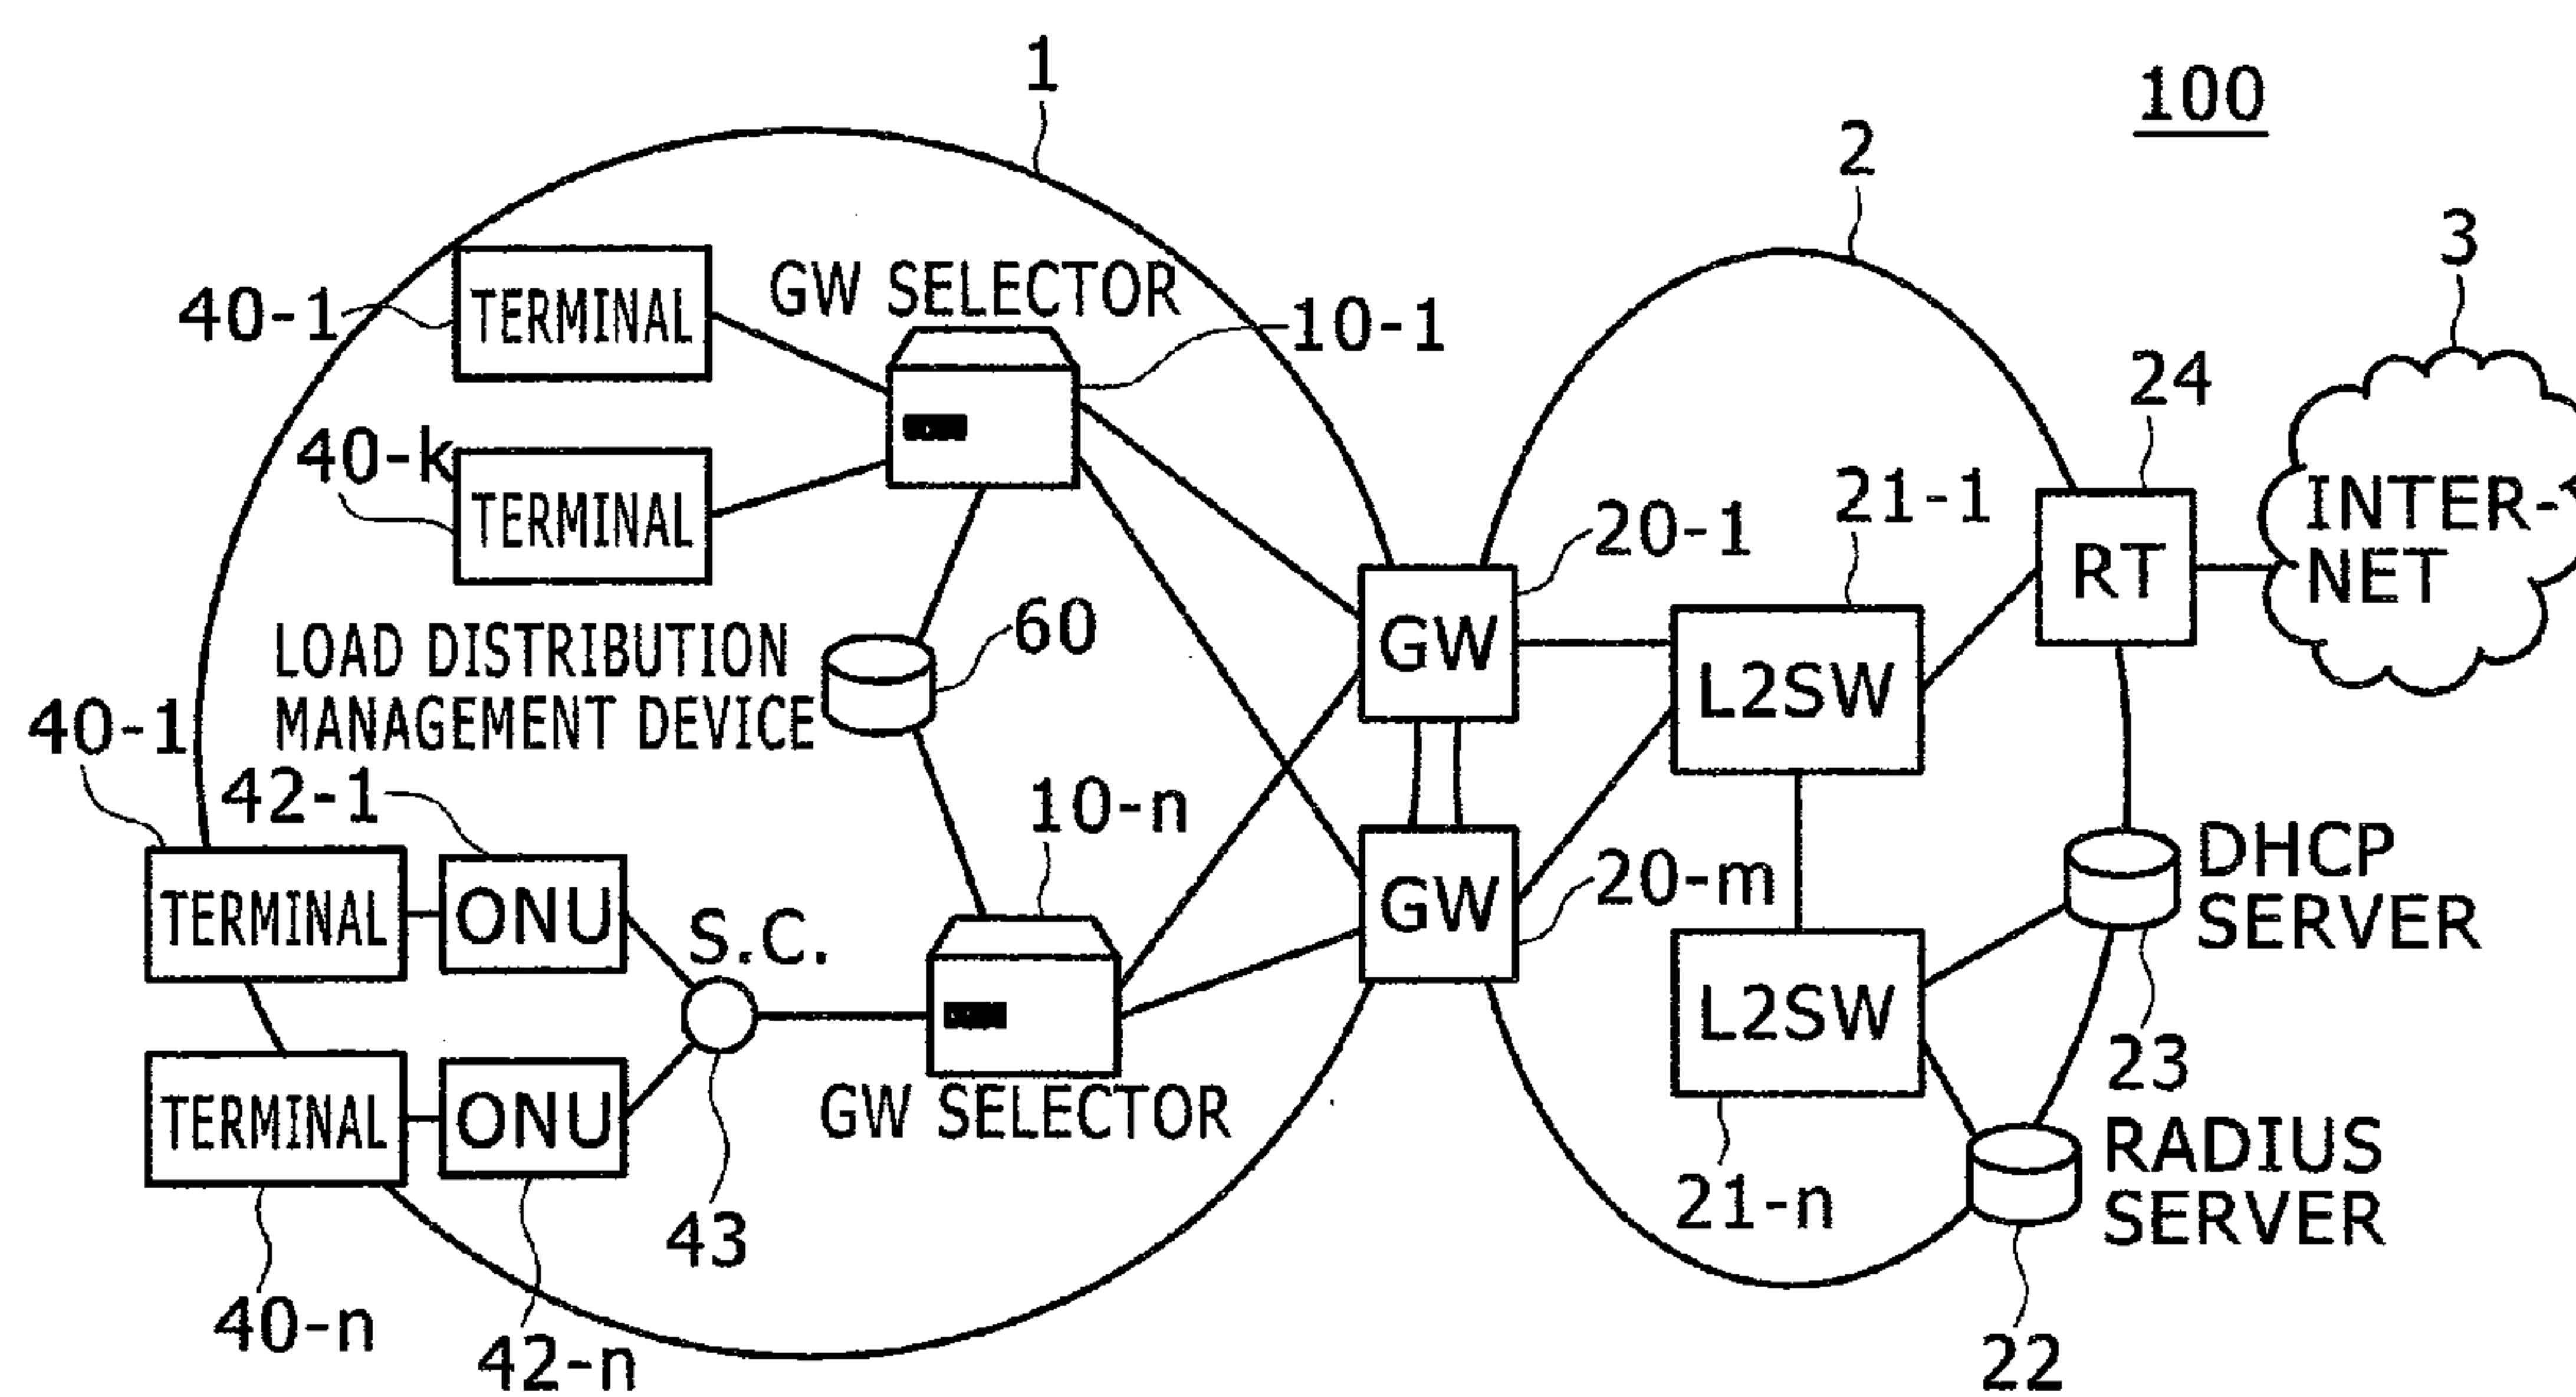 1
100
2
3
GW SELECTOR
40-1
TERMINAL
10-1
24
40-k
TERMINAL
21-1
INTER-
NET
20-1
RT
LOAD DISTRIBUTION
MANAGEMENT DEVICE
60
GW
L2SW
40-1
42-1
10-n
DHCP
SERVER
20-m
GW
TERMINAL
ONU
S.C.
L2SW
23
GW SELECTOR
TERMINAL
ONU
RADIUS
SERVER
21-n
43
40-n
42-n
22